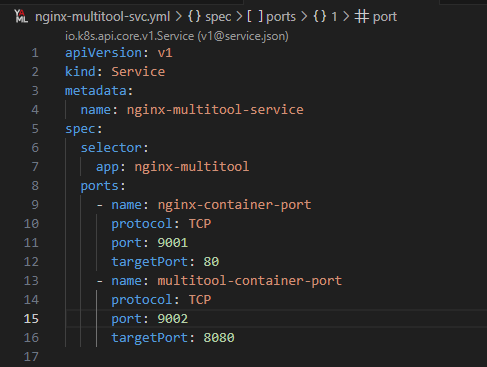 YAML nginx-multitool-svc.yml > {} spec > [ ] ports > {} 1 > # port
io.k8s.api.core.v1.Service (v1@service.json)
1 apiVersion: v1
2 kind: Service
3 metadata:
4   name: nginx-multitool-service
5 spec:
6   selector:
7     app: nginx-multitool
8   ports:
9     - name: nginx-container-port
10       protocol: TCP
11       port: 9001
12       targetPort: 80
13     - name: multitool-container-port
14       protocol: TCP
15       port: 9002
16       targetPort: 8080
17